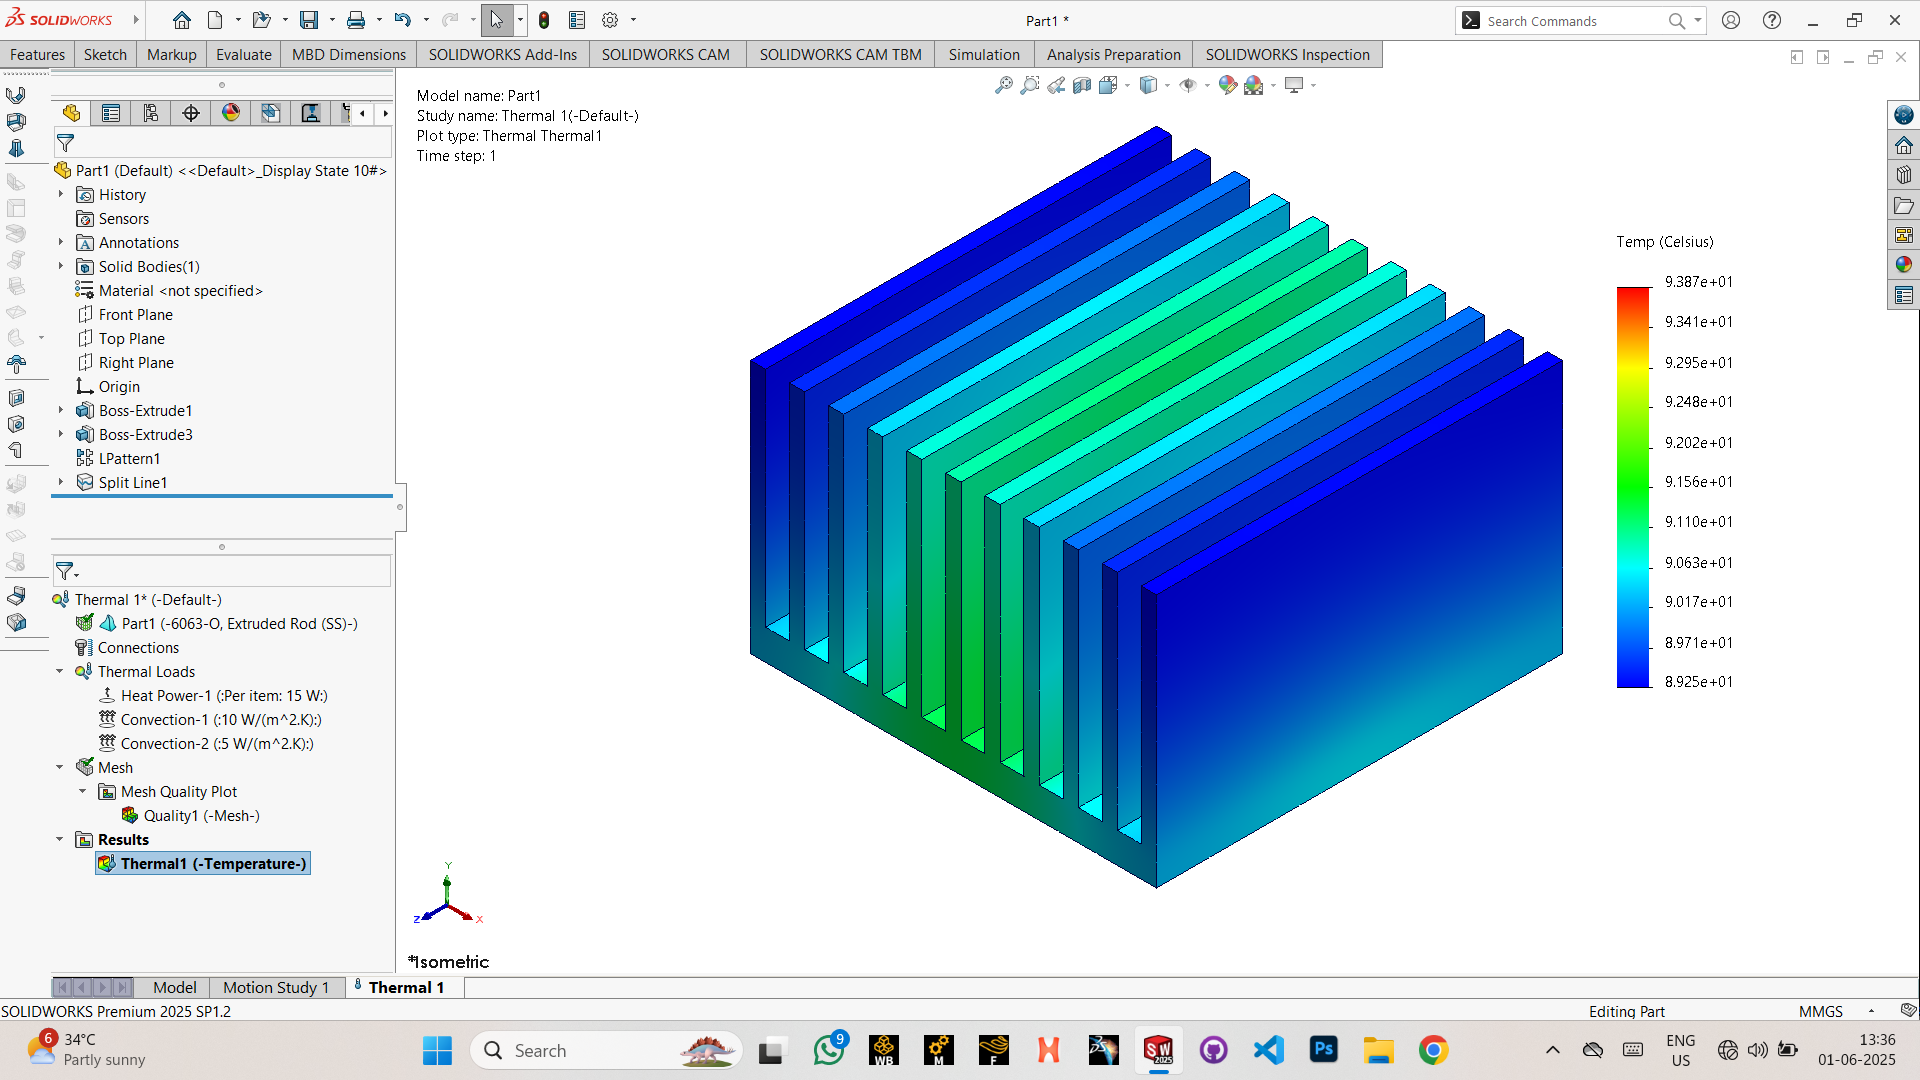 SOLIDWORKS
Part1 *
Search Commands
Features
Sketch
Markup
Evaluate
MBD Dimensions
SOLIDWORKS Add-Ins
SOLIDWORKS CAM
SOLIDWORKS CAM TBM
Simulation
Analysis Preparation
SOLIDWORKS Inspection
Part1 (Default) <<Default>_Display State 10#>
History
Sensors
Annotations
Solid Bodies(1)
Material <not specified>
Front Plane
Top Plane
Right Plane
Origin
Boss-Extrude1
Boss-Extrude3
LPattern1
Split Line1
Thermal 1* (-Default-)
Part1 (-6063-O, Extruded Rod (SS)-)
Connections
Thermal Loads
Heat Power-1 (:Per item: 15 W:)
Convection-1 (:10 W/(m^2.K):)
Convection-2 (:5 W/(m^2.K):)
Mesh
Mesh Quality Plot
Quality1 (-Mesh-)
Results
Thermal1 (-Temperature-)
Model name: Part1
Study name: Thermal 1(-Default-)
Plot type: Thermal Thermal1
Time step: 1
Temp (Celsius)
9.387e+01
9.341e+01
9.295e+01
9.248e+01
9.202e+01
9.156e+01
9.110e+01
9.063e+01
9.017e+01
8.971e+01
8.925e+01
Y
Z
X
*Isometric
Model
Motion Study 1
Thermal 1
SOLIDWORKS Premium 2025 SP1.2
Editing Part
MMGS
6
34°C
Partly sunny
Search
9
WB
M
F
SW
2025
Ps
ENG
US
13:36
01-06-2025